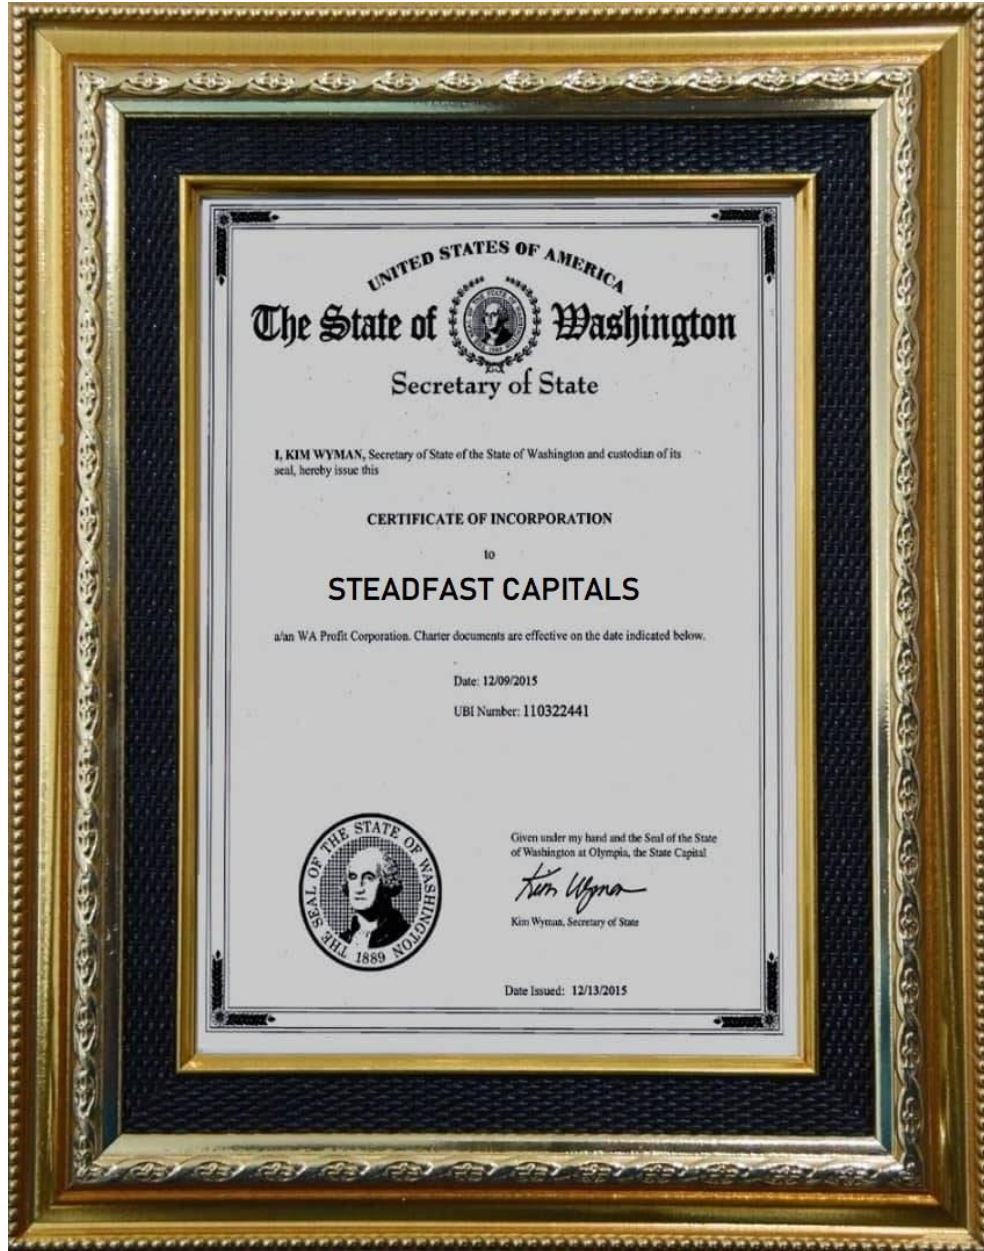 UNITED STATES OF AMERICA
The State of Washington
Secretary of State
I, KIM WYMAN, Secretary of State of the State of Washington and custodian of its
seal, hereby issue this
CERTIFICATE OF INCORPORATION
to
STEADFAST CAPITALS
a/an WA Profit Corporation. Charter documents are effective on the date indicated below.
Date: 12/09/2015
UBI Number: 110322441
THE SEAL OF THE STATE OF WASHINGTON
1889
Given under my hand and the Seal of the State
of Washington at Olympia, the State Capital
Kim Wyman
Kim Wyman, Secretary of State
Date Issued: 12/13/2015